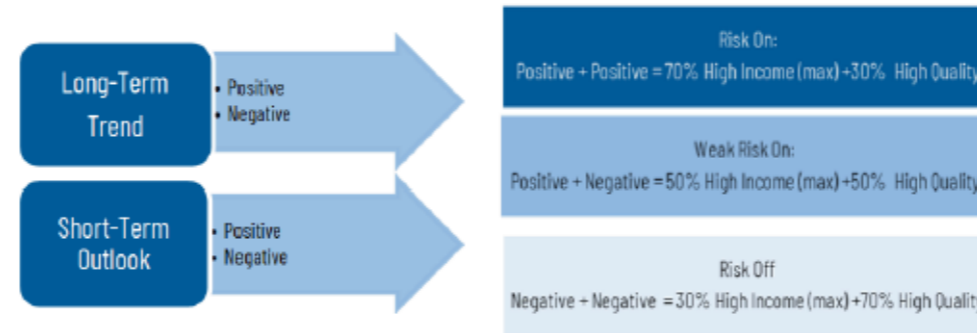 Long-Term
Trend
• Positive
• Negative
Short-Term
Outlook
• Positive
• Negative
Risk On:
Positive + Positive = 70% High Income (max) +30% High Quality
Weak Risk On:
Positive + Negative = 50% High Income (max) +50% High Quality
Risk Off
Negative + Negative = 30% High Income (max) +70% High Quality